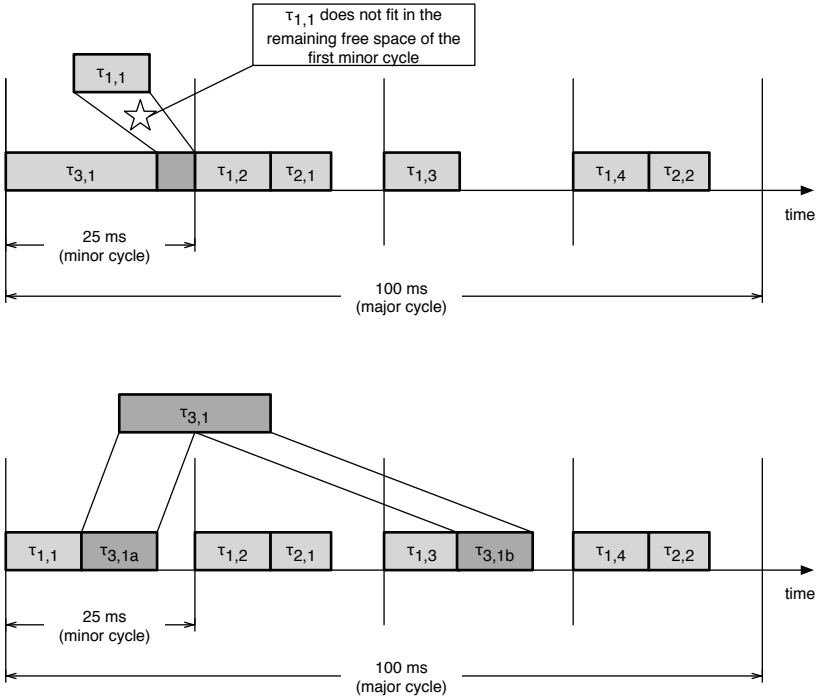 τ1,1 does not fit in the
remaining free space of the
first minor cycle
τ1,1
τ3,1
τ1,2
τ2,1
τ1,3
τ1,4
τ2,2
time
25 ms
(minor cycle)
100 ms
(major cycle)
τ3,1
τ1,1
τ3,1a
τ1,2
τ2,1
τ1,3
τ3,1b
τ1,4
τ2,2
time
25 ms
(minor cycle)
100 ms
(major cycle)